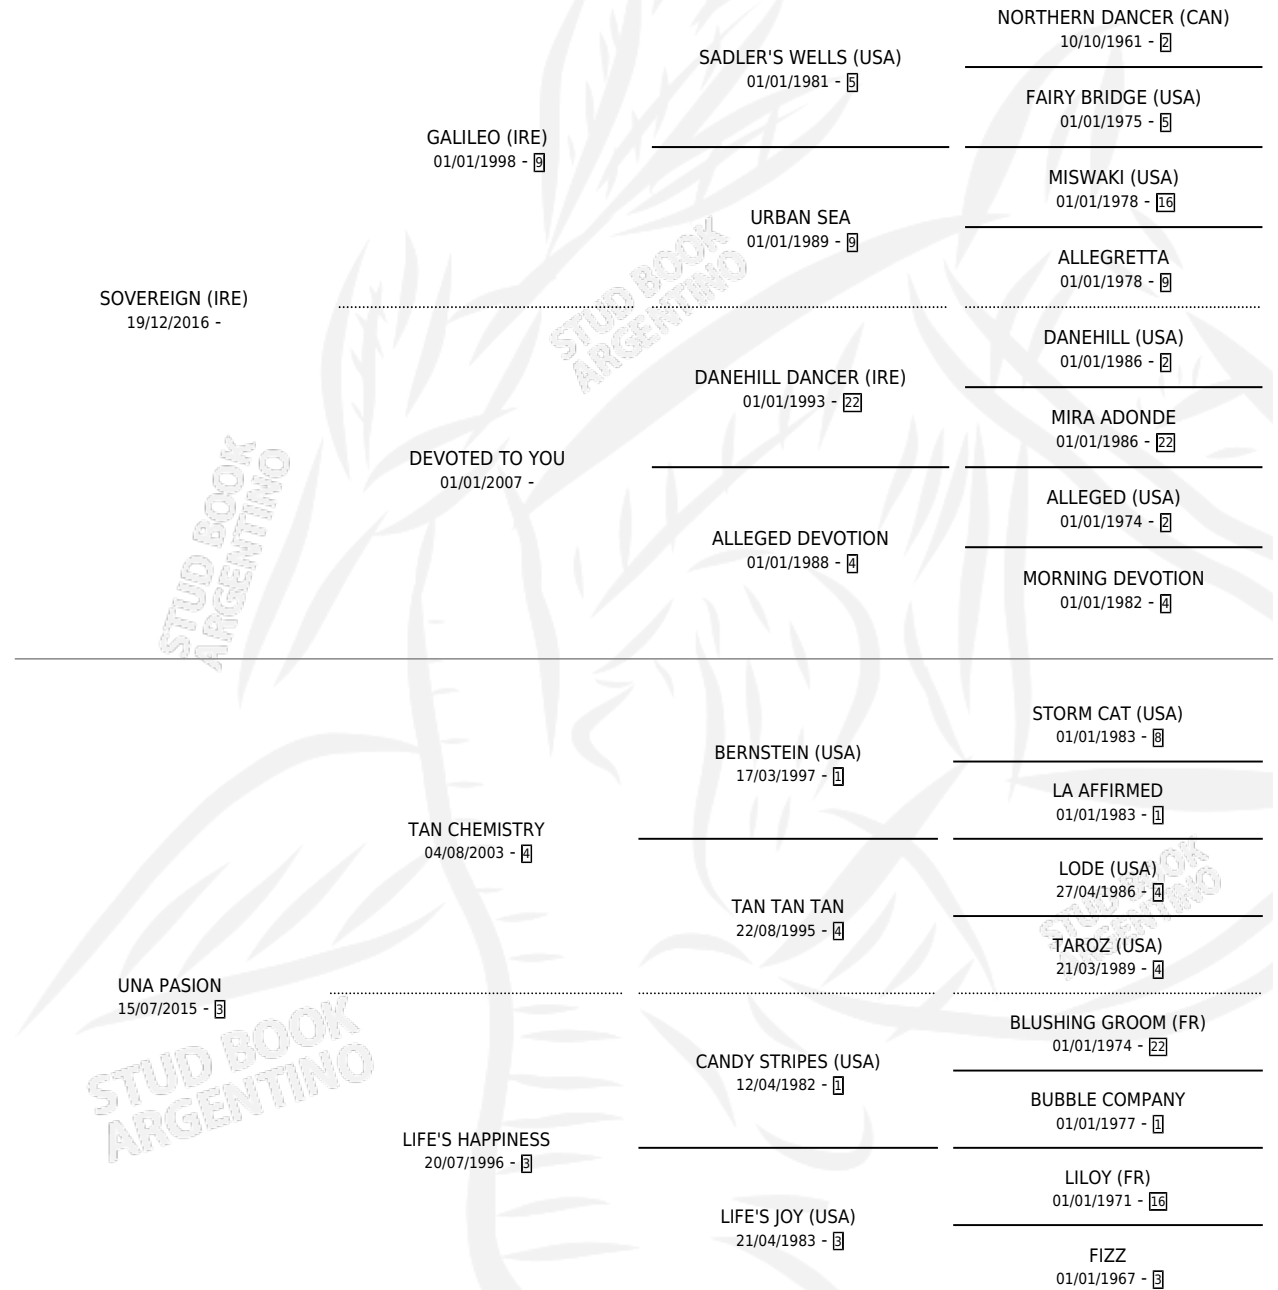 NORTHERN DANCER (CAN)
10/10/1961 - 2
SADLER'S WELLS (USA)
01/01/1981 - 5
FAIRY BRIDGE (USA)
01/01/1975 - 5
GALILEO (IRE)
01/01/1998 - 9
MISWAKI (USA)
01/01/1978 - 16
URBAN SEA
01/01/1989 - 9
ALLEGRETTA
01/01/1978 - 9
SOVEREIGN (IRE)
19/12/2016 -
DANEHILL (USA)
01/01/1986 - 2
DANEHILL DANCER (IRE)
01/01/1993 - 22
MIRA ADONDE
01/01/1986 - 22
DEVOTED TO YOU
01/01/2007 -
ALLEGED (USA)
01/01/1974 - 2
ALLEGED DEVOTION
01/01/1988 - 4
MORNING DEVOTION
01/01/1982 - 4
STORM CAT (USA)
01/01/1983 - 8
BERNSTEIN (USA)
17/03/1997 - 1
LA AFFIRMED
01/01/1983 - 1
TAN CHEMISTRY
04/08/2003 - 4
LODE (USA)
27/04/1986 - 4
TAN TAN TAN
22/08/1995 - 4
TAROZ (USA)
21/03/1989 - 4
UNA PASION
15/07/2015 - 3
BLUSHING GROOM (FR)
01/01/1974 - 22
CANDY STRIPES (USA)
12/04/1982 - 1
BUBBLE COMPANY
01/01/1977 - 1
LIFE'S HAPPINESS
20/07/1996 - 3
LILOY (FR)
01/01/1971 - 16
LIFE'S JOY (USA)
21/04/1983 - 3
FIZZ
01/01/1967 - 3
STUD BOOK
ARGENTINO
STUD BOOK
ARGENTINO
STUD BOOK
ARGENTINO
STUD BOOK
ARGENTINO